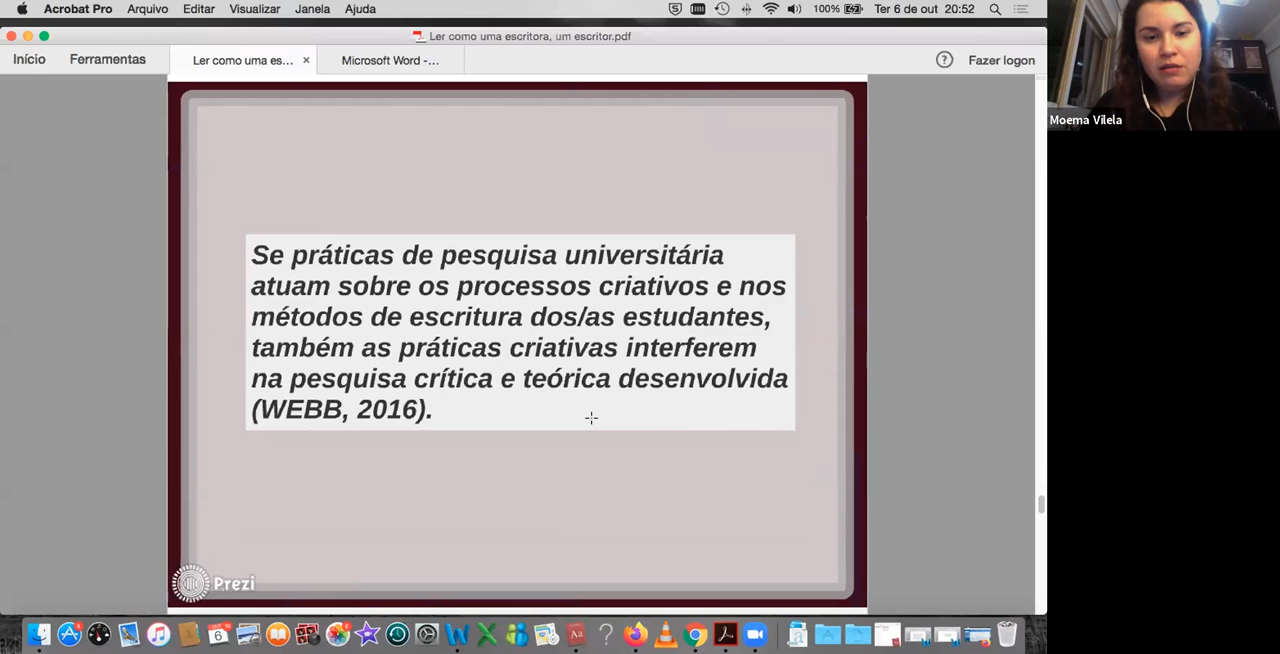 Acrobat Pro Arquivo Editar Visualizar Janela Ajuda 100% Ter 6 de out 20:52
Ler como uma escritora, um escritor.pdf
Início Ferramentas Ler como uma es... × Microsoft Word -... ? Fazer logon
Moema Vilela
Se práticas de pesquisa universitária
atuam sobre os processos criativos e nos
métodos de escritura dos/as estudantes,
também as práticas criativas interferem
na pesquisa crítica e teórica desenvolvida
(WEBB, 2016).
Prezi